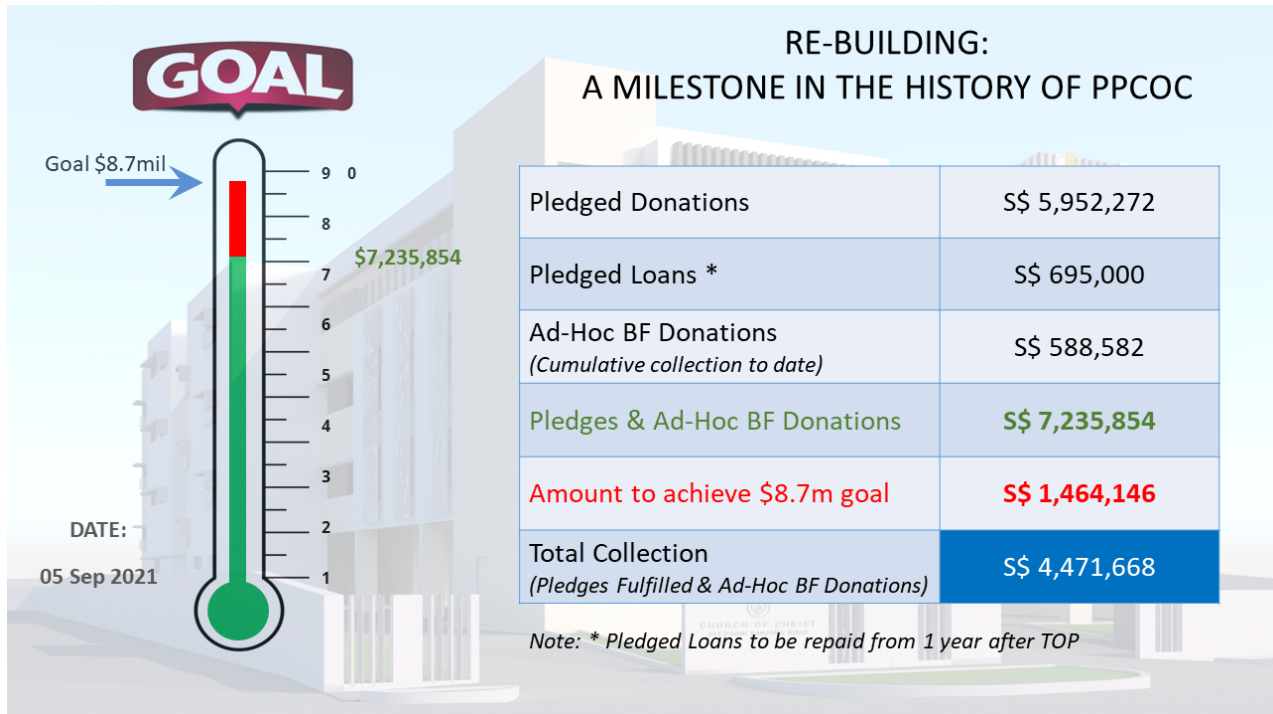 GOAL
Goal $8.7mil
9 0
8
$7,235,854
7
6
5
4
3
2
1
DATE:
05 Sep 2021
RE-BUILDING:
A MILESTONE IN THE HISTORY OF PPCOC
Pledged Donations S$ 5,952,272
Pledged Loans * S$ 695,000
Ad-Hoc BF Donations
(Cumulative collection to date) S$ 588,582
Pledges & Ad-Hoc BF Donations S$ 7,235,854
Amount to achieve $8.7m goal S$ 1,464,146
Total Collection
(Pledges Fulfilled & Ad-Hoc BF Donations) S$ 4,471,668
CHURCH OF CHRIST
Note: * Pledged Loans to be repaid from 1 year after TOP